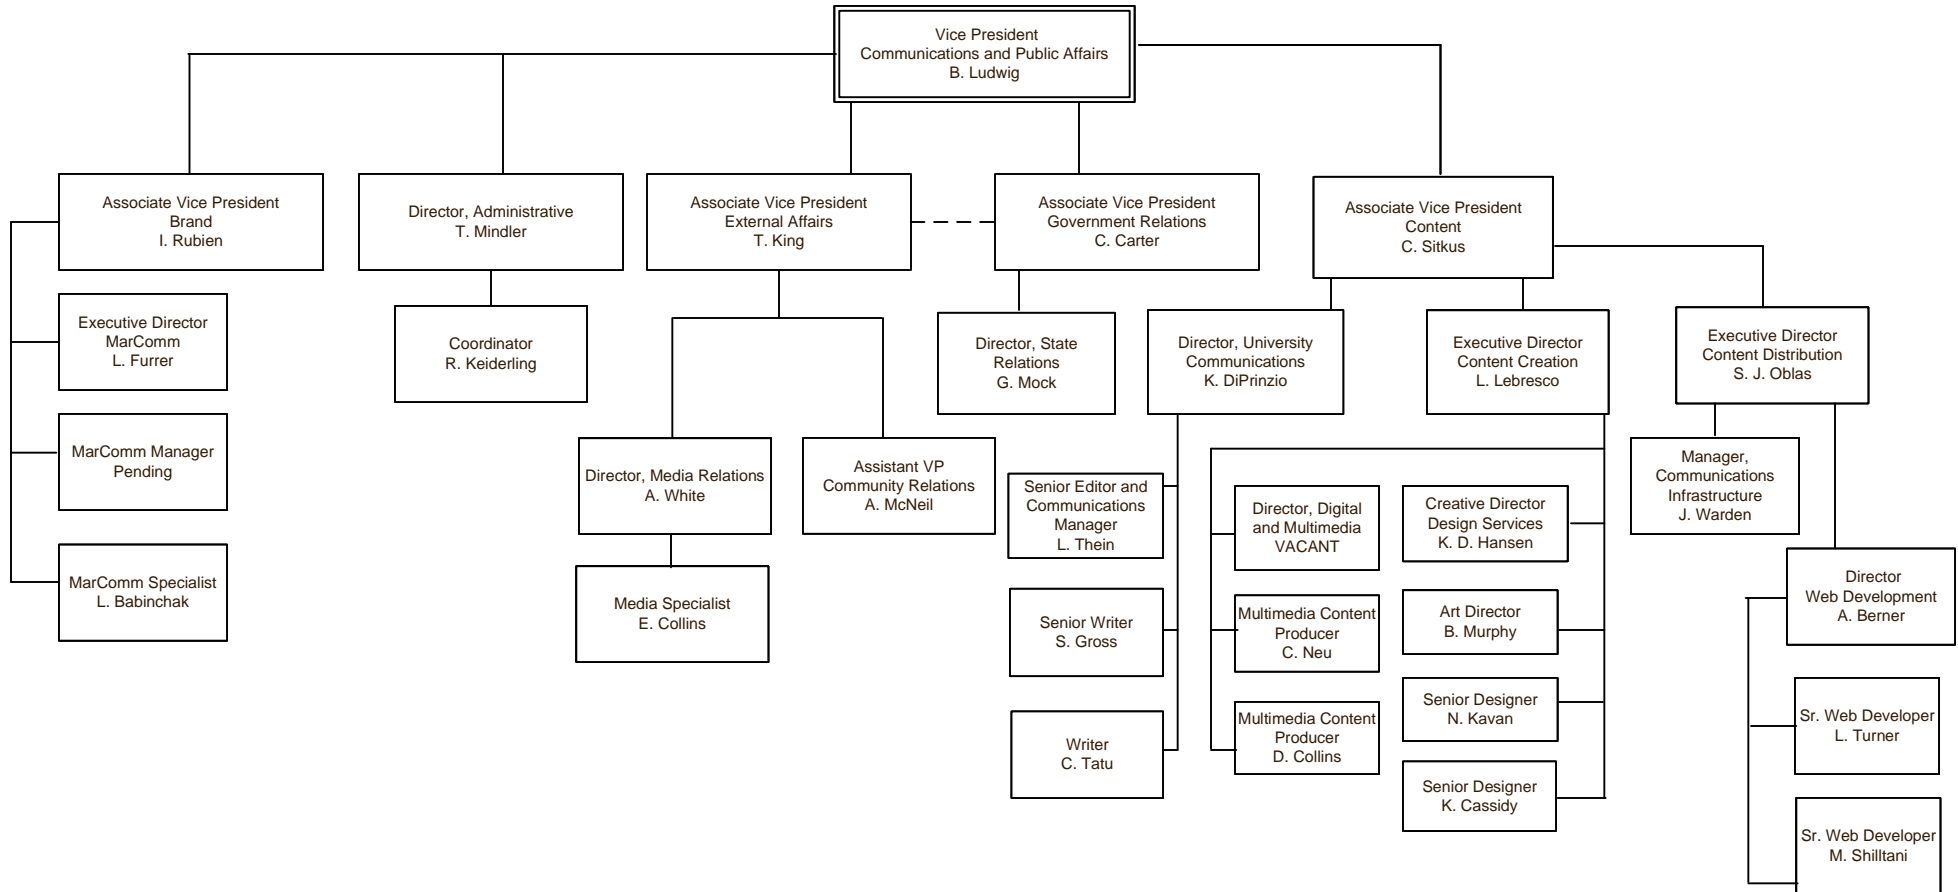 Vice President
Communications and Public Affairs
B. Ludwig
Associate Vice President
Brand
I. Rubien
Director, Administrative
T. Mindler
Associate Vice President
External Affairs
T. King
Associate Vice President
Government Relations
C. Carter
Associate Vice President
Content
C. Sitkus
Executive Director
MarComm
L. Furrer
Coordinator
R. Keiderling
Director, State
Relations
G. Mock
Director, University
Communications
K. DiPrinzio
Executive Director
Content Creation
L. Lebresco
Executive Director
Content Distribution
S. J. Oblas
MarComm Manager
Pending
Director, Media Relations
A. White
Assistant VP
Community Relations
A. McNeil
Senior Editor and
Communications
Manager
L. Thein
Director, Digital
and Multimedia
VACANT
Creative Director
Design Services
K. D. Hansen
Manager,
Communications
Infrastructure
J. Warden
MarComm Specialist
L. Babinchak
Media Specialist
E. Collins
Senior Writer
S. Gross
Multimedia Content
Producer
C. Neu
Art Director
B. Murphy
Director
Web Development
A. Berner
Writer
C. Tatu
Multimedia Content
Producer
D. Collins
Senior Designer
N. Kavan
Sr. Web Developer
L. Turner
Senior Designer
K. Cassidy
Sr. Web Developer
M. Shilltani